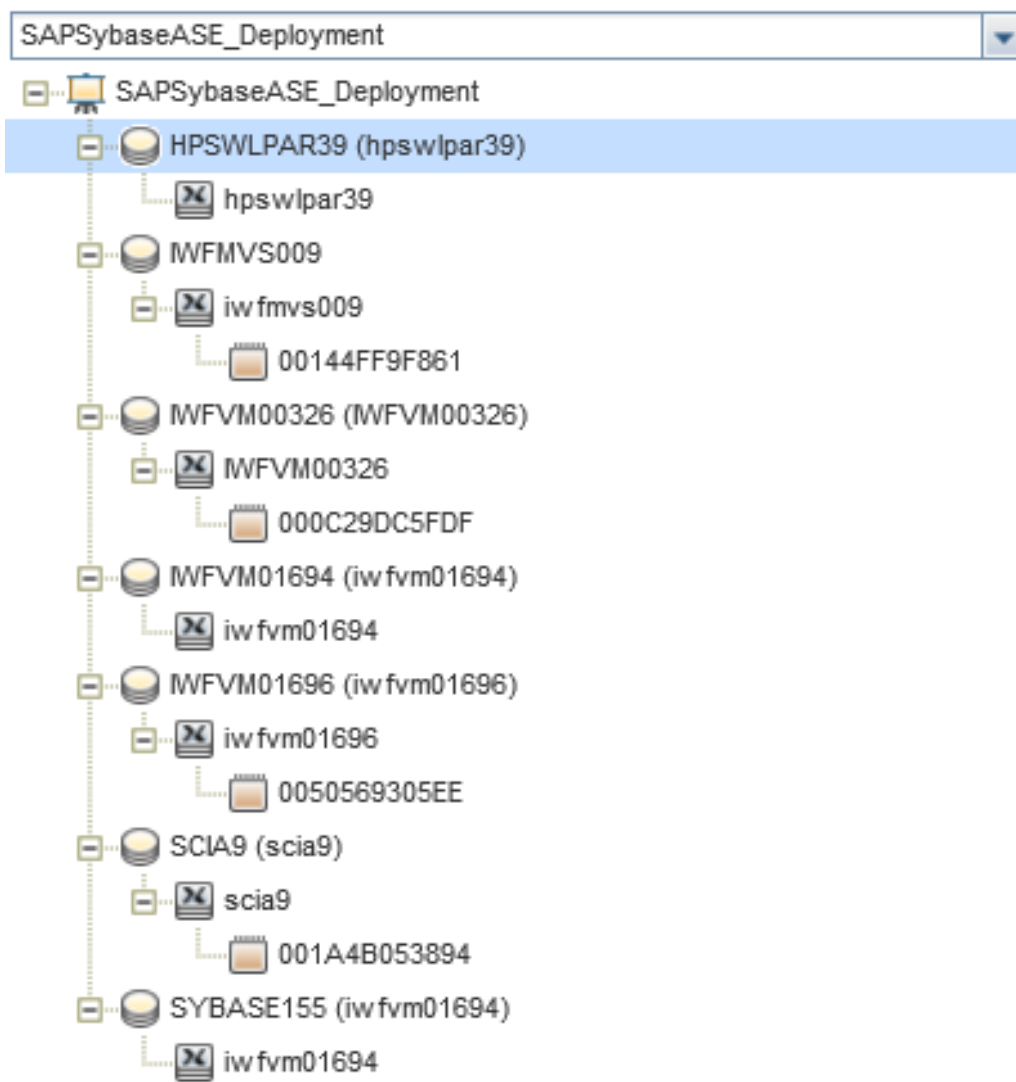 SAPSybaseASE_Deployment
SAPSybaseASE_Deployment
HPSWLPAR39 (hpswlpar39)
hpswlpar39
IWFMVS009
iwfmvs009
00144FF9F861
IWFVM00326 (IWFVM00326)
IWFVM00326
000C29DC5FDF
IWFVM01694 (iwfvm01694)
iwfvm01694
IWFVM01696 (iwfvm01696)
iwfvm01696
0050569305EE
SCIA9 (scia9)
scia9
001A4B053894
SYBASE155 (iwfvm01694)
iwfvm01694